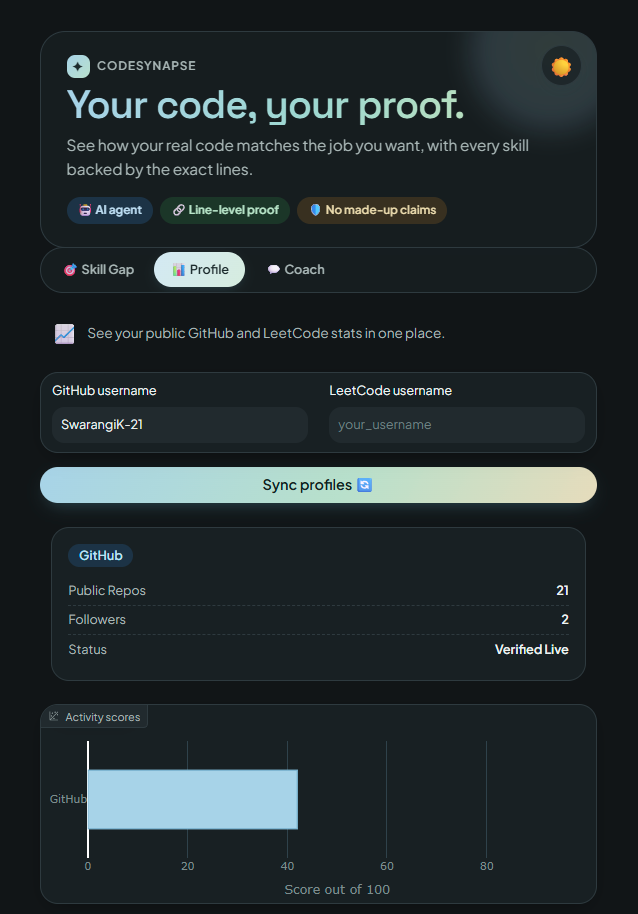 CODESYNAPSE
Your code, your proof.
See how your real code matches the job you want, with every skill
backed by the exact lines.
AI agent
Line-level proof
No made-up claims
Skill Gap
Profile
Coach
See your public GitHub and LeetCode stats in one place.
GitHub username
LeetCode username
SwarangiK-21
your_username
Sync profiles
GitHub
Public Repos 21
Followers 2
Status Verified Live
Activity scores
GitHub
0 20 40 60 80
Score out of 100